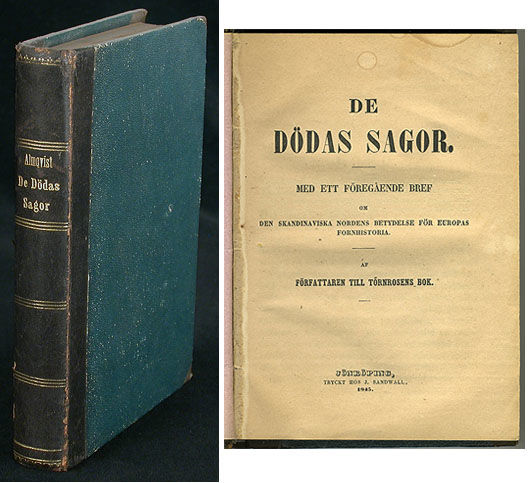 Almqvist
De Dödas
Sagor
DE
DÖDAS SAGOR.
MED ETT FÖREGÅENDE BREF
OM
DEN SKANDINAVISKA NORDENS BETYDELSE FÖR EUROPAS
FORNHISTORIA.
AF
FÖRFATTAREN TILL TÖRNROSENS BOK.
JÖNKÖPING,
TRYCKT HOS J. SANDWALL,
1845.